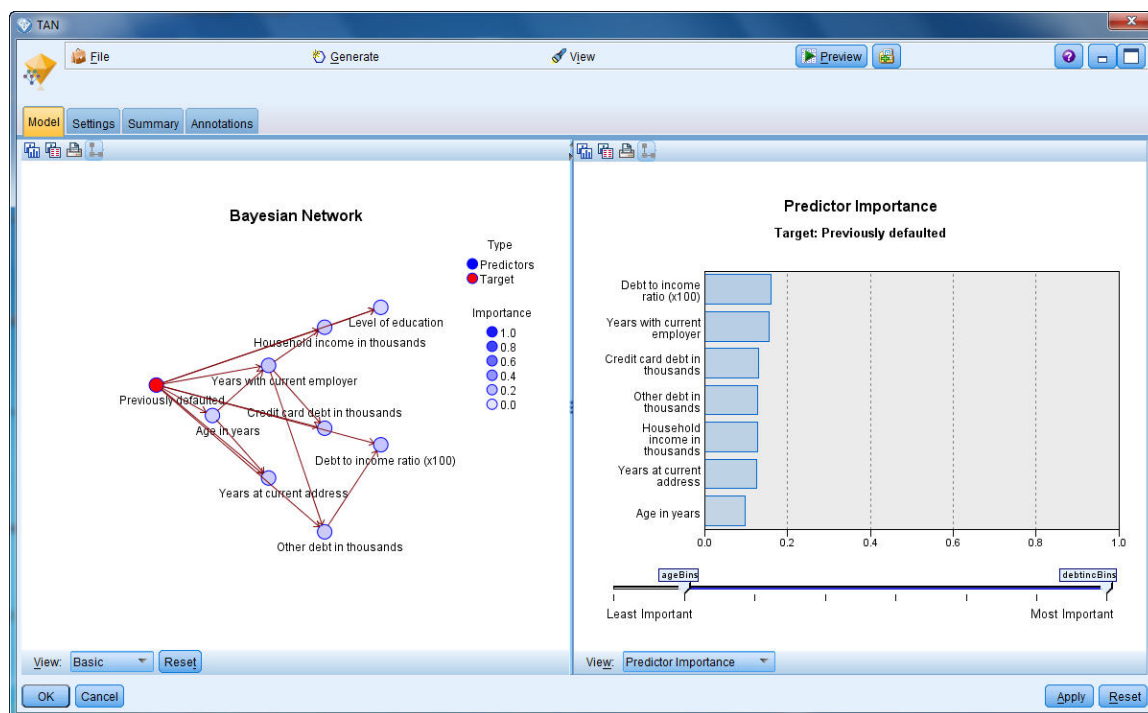 TAN
File
Generate
View
Preview
Model
Settings
Summary
Annotations
Bayesian Network
Type
Predictors
Target
Importance
1.0
0.8
0.6
0.4
0.2
0.0
Level of education
Household income in thousands
Years with current employer
Previously defaulted
Credit card debt in thousands
Age in years
Debt to income ratio (x100)
Years at current address
Other debt in thousands
View:
Basic
Reset
Predictor Importance
Target: Previously defaulted
Debt to income
ratio (x100)
Years with current
employer
Credit card debt in
thousands
Other debt in
thousands
Household
income in
thousands
Years at current
address
Age in years
0.0
0.2
0.4
0.6
0.8
1.0
ageBins
debtincBins
Least Important
Most Important
View:
Predictor Importance
OK
Cancel
Apply
Reset